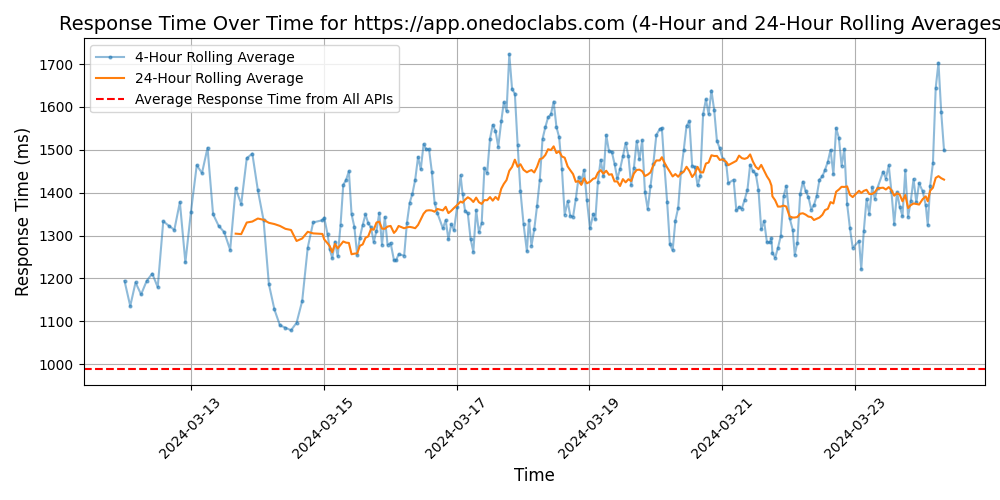 Response Time Over Time for https://app.onedoclabs.com (4-Hour and 24-Hour Rolling Averages
4-Hour Rolling Average
24-Hour Rolling Average
Average Response Time from All APIs
Response Time (ms)
1700
1600
1500
1400
1300
1200
1100
1000
2024-03-13
2024-03-15
2024-03-17
2024-03-19
2024-03-21
2024-03-23
Time